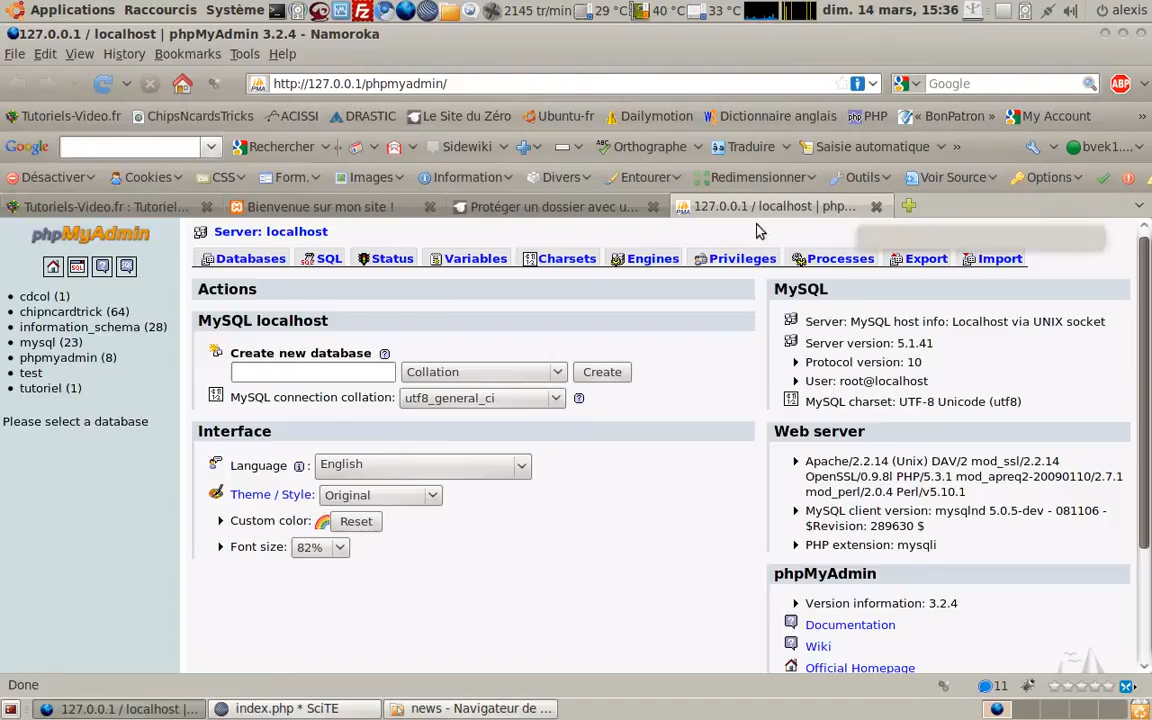 Applications Raccourcis Système 2145 tr/min 29 °C 40 °C 33 °C dim. 14 mars, 15:36 alexis
127.0.0.1 / localhost | phpMyAdmin 3.2.4 - Namoroka
File Edit View History Bookmarks Tools Help
http://127.0.0.1/phpmyadmin/ Google ABP
Tutoriels-Video.fr ChipsNcardsTricks ACISSI DRASTIC Le Site du Zéro Ubuntu-fr Dailymotion Dictionnaire anglais PHP « BonPatron » My Account »
Google Rechercher Sidewiki Orthographe Traduire Saisie automatique » bvek1...
Désactiver Cookies CSS Form. Images Information Divers Entourer Redimensionner Outils Voir Source Options
Tutoriels-Video.fr : Tutoriel... Bienvenue sur mon site ! Protéger un dossier avec u... 127.0.0.1 / localhost | php...
phpMyAdmin
cdcol (1)
chipncardtrick (64)
information_schema (28)
mysql (23)
phpmyadmin (8)
test
tutoriel (1)
Please select a database
Server: localhost
Databases SQL Status Variables Charsets Engines Privileges Processes Export Import
Actions
MySQL localhost
Create new database
Collation Create
MySQL connection collation: utf8_general_ci
Interface
Language : English
Theme / Style: Original
Custom color: Reset
Font size: 82%
MySQL
Server: MySQL host info: Localhost via UNIX socket
Server version: 5.1.41
Protocol version: 10
User: root@localhost
MySQL charset: UTF-8 Unicode (utf8)
Web server
Apache/2.2.14 (Unix) DAV/2 mod_ssl/2.2.14
OpenSSL/0.9.8l PHP/5.3.1 mod_apreq2-20090110/2.7.1
mod_perl/2.0.4 Perl/v5.10.1
MySQL client version: mysqlnd 5.0.5-dev - 081106 -
$Revision: 289630 $
PHP extension: mysqli
phpMyAdmin
Version information: 3.2.4
Documentation
Wiki
Official Homepage
Done 11
127.0.0.1 / localhost |... index.php * SciTE news - Navigateur de ...